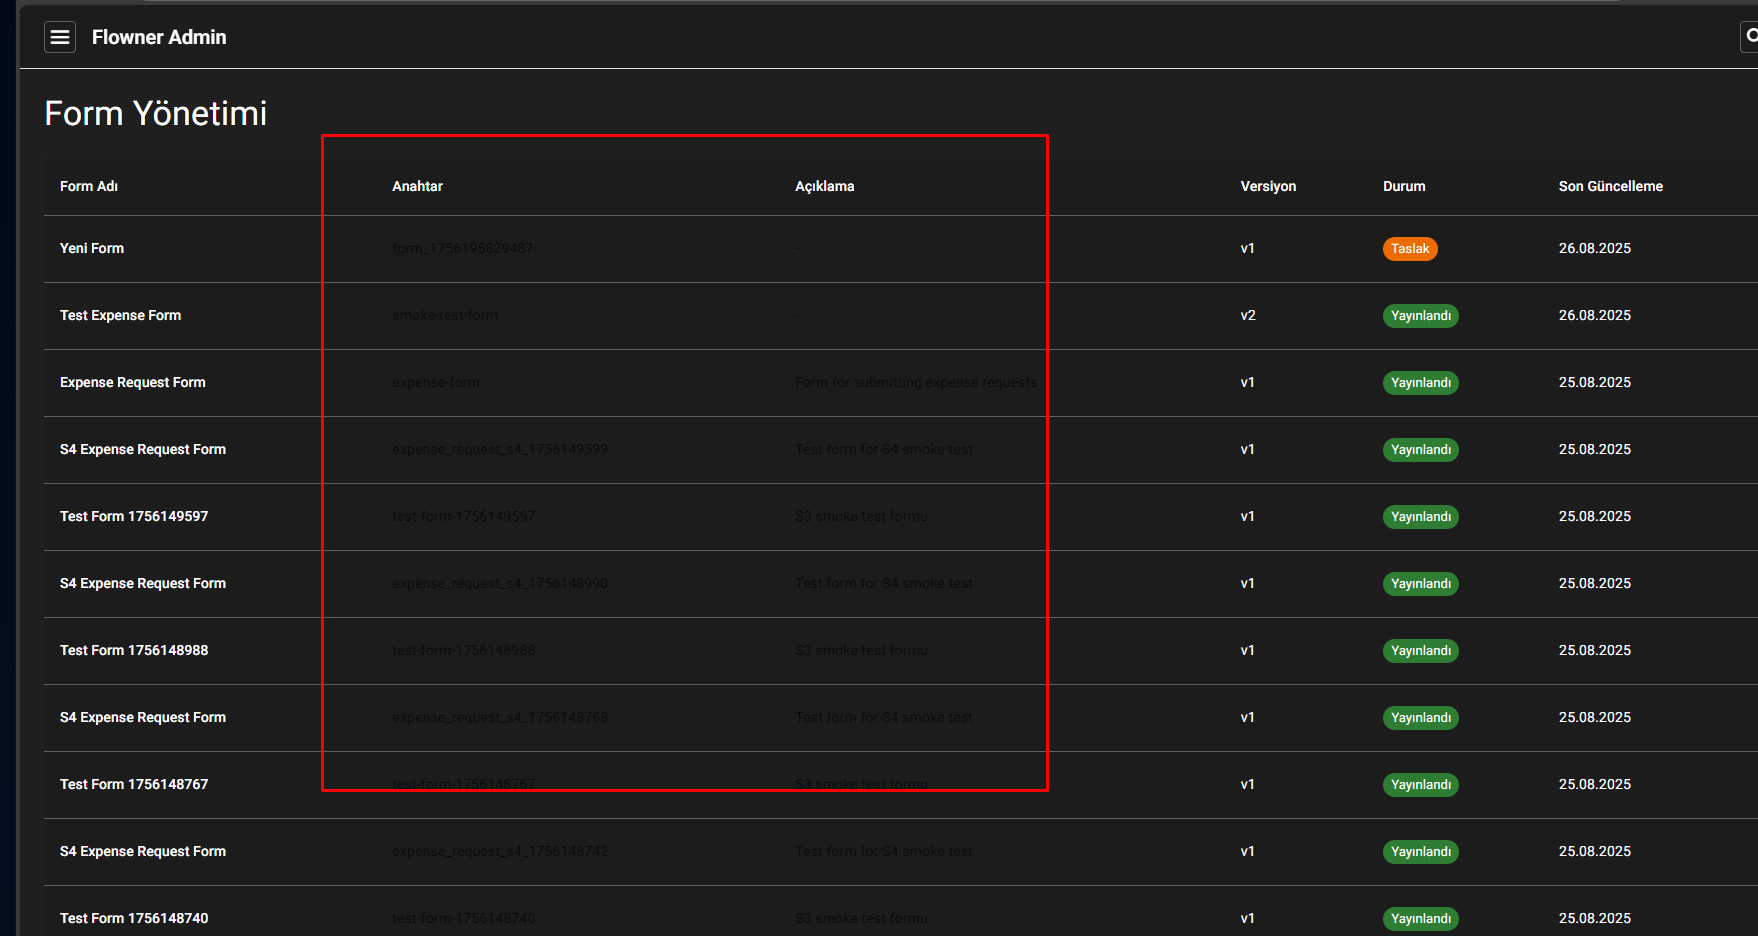 Flowner Admin
Form Yönetimi
Form Adı Anahtar Açıklama Versiyon Durum Son Güncelleme
Yeni Form form_1756195829487 - v1 Taslak 26.08.2025
Test Expense Form smoke-test-form - v2 Yayınlandı 26.08.2025
Expense Request Form expense-form Form for submitting expense requests v1 Yayınlandı 25.08.2025
S4 Expense Request Form expense_request_s4_1756149599 Test form for S4 smoke test v1 Yayınlandı 25.08.2025
Test Form 1756149597 test-form-1756149597 S3 smoke test formu v1 Yayınlandı 25.08.2025
S4 Expense Request Form expense_request_s4_1756148990 Test form for S4 smoke test v1 Yayınlandı 25.08.2025
Test Form 1756148988 test-form-1756148988 S3 smoke test formu v1 Yayınlandı 25.08.2025
S4 Expense Request Form expense_request_s4_1756148768 Test form for S4 smoke test v1 Yayınlandı 25.08.2025
Test Form 1756148767 test-form-1756148767 S3 smoke test formu v1 Yayınlandı 25.08.2025
S4 Expense Request Form expense_request_s4_1756148742 Test form for S4 smoke test v1 Yayınlandı 25.08.2025
Test Form 1756148740 test-form-1756148740 S3 smoke test formu v1 Yayınlandı 25.08.2025